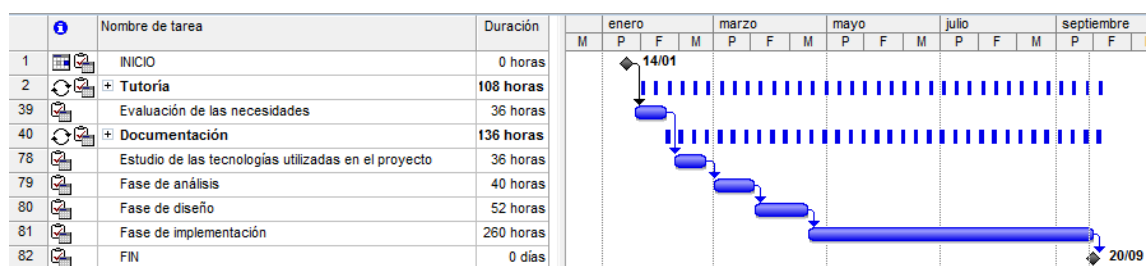 Nombre de tarea Duración enero marzo mayo julio septiembre
M P F M P F M P F M P F M P F
1 INICIO 0 horas 14/01
2 + Tutoría 108 horas
39 Evaluación de las necesidades 36 horas
40 + Documentación 136 horas
78 Estudio de las tecnologías utilizadas en el proyecto 36 horas
79 Fase de análisis 40 horas
80 Fase de diseño 52 horas
81 Fase de implementación 260 horas
82 FIN 0 días 20/09